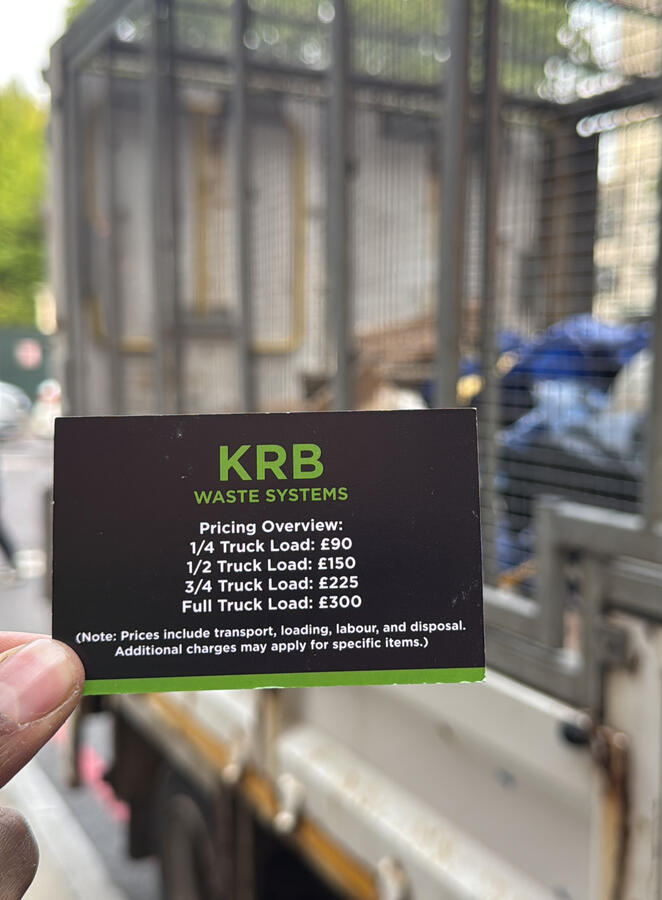 KRB
WASTE SYSTEMS
Pricing Overview:
1/4 Truck Load: £90
1/2 Truck Load: £150
3/4 Truck Load: £225
Full Truck Load: £300
(Note: Prices include transport, loading, labour, and disposal.
Additional charges may apply for specific items.)